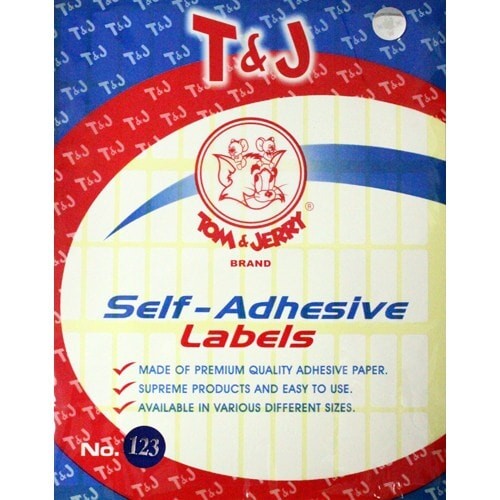 T&J
TOM & JERRY ®
BRAND
Self-Adhesive
Labels
MADE OF PREMIUM QUALITY ADHESIVE PAPER.
SUPREME PRODUCTS AND EASY TO USE.
AVAILABLE IN VARIOUS DIFFERENT SIZES.
No. 123